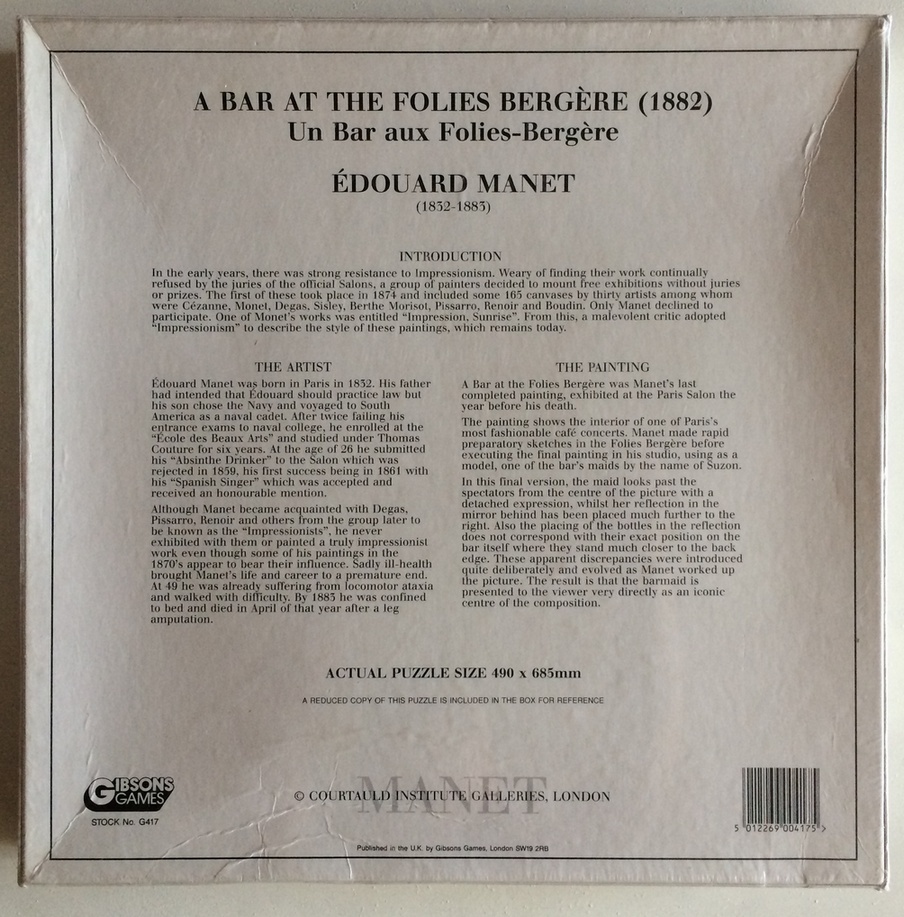 A BAR AT THE FOLIES BERGÈRE (1882)
Un Bar aux Folies-Bergère
ÉDOUARD MANET
(1832-1883)
INTRODUCTION
In the early years, there was strong resistance to Impressionism. Weary of finding their work continually
refused by the juries of the official Salons, a group of painters decided to mount free exhibitions without juries
or prizes. The first of these took place in 1874 and included some 165 canvases by thirty artists among whom
were Cézanne, Monet, Degas, Sisley, Berthe Morisot, Pissarro, Renoir and Boudin. Only Manet declined to
participate. One of Monet's works was entitled “Impression, Sunrise”. From this, a malevolent critic adopted
“Impressionism” to describe the style of these paintings, which remains today.
THE ARTIST
Édouard Manet was born in Paris in 1832. His father
had intended that Édouard should practice law but
his son chose the Navy and voyaged to South
America as a naval cadet. After twice failing his
entrance exams to naval college, he enrolled at the
“École des Beaux Arts” and studied under Thomas
Couture for six years. At the age of 26 he submitted
his “Absinthe Drinker” to the Salon which was
rejected in 1859, his first success being in 1861 with
his “Spanish Singer” which was accepted and
received an honourable mention.
Although Manet became acquainted with Degas,
Pissarro, Renoir and others from the group later to
be known as the “Impressionists”, he never
exhibited with them or painted a truly impressionist
work even though some of his paintings in the
1870's appear to bear their influence. Sadly ill-health
brought Manet's life and career to a premature end.
At 49 he was already suffering from locomotor ataxia
and walked with difficulty. By 1883 he was confined
to bed and died in April of that year after a leg
amputation.
THE PAINTING
A Bar at the Folies Bergère was Manet's last
completed painting, exhibited at the Paris Salon the
year before his death.
The painting shows the interior of one of Paris's
most fashionable café concerts. Manet made rapid
preparatory sketches in the Folies Bergère before
executing the final painting in his studio, using as a
model, one of the bar's maids by the name of Suzon.
In this final version, the maid looks past the
spectators from the centre of the picture with a
detached expression, whilst her reflection in the
mirror behind has been placed much further to the
right. Also the placing of the bottles in the reflection
does not correspond with their exact position on the
bar itself where they stand much closer to the back
edge. These apparent discrepancies were introduced
quite deliberately and evolved as Manet worked up
the picture. The result is that the barmaid is
presented to the viewer very directly as an iconic
centre of the composition.
ACTUAL PUZZLE SIZE 490 x 685mm
A REDUCED COPY OF THIS PUZZLE IS INCLUDED IN THE BOX FOR REFERENCE
GIBSONS
GAMES
STOCK No. G417
MANET
© COURTAULD INSTITUTE GALLERIES, LONDON
5 012269 004175 >
Published in the U.K. by Gibsons Games, London SW19 2RB